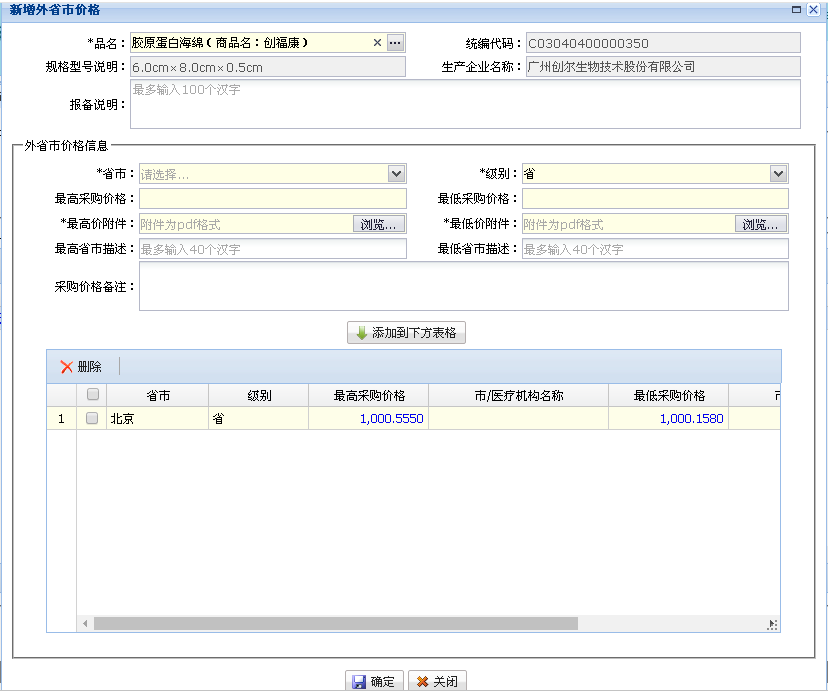 新增外省市价格
*品名： 胶原蛋白海绵（商品名：创福康） 统编代码： C03040400000350
规格型号说明： 6.0cm×8.0cm×0.5cm 生产企业名称： 广州创尔生物技术股份有限公司
报备说明： 最多输入100个汉字
外省市价格信息
*省市： 请选择... *级别： 省
最高采购价格： 最低采购价格：
*最高价附件： 附件为pdf格式 浏览... *最低价附件： 附件为pdf格式 浏览...
最高省市描述： 最多输入40个汉字 最低省市描述： 最多输入40个汉字
采购价格备注：
添加到下方表格
删除
省市 级别 最高采购价格 市/医疗机构名称 最低采购价格
1 北京 省 1,000.5550 1,000.1580
确定 关闭